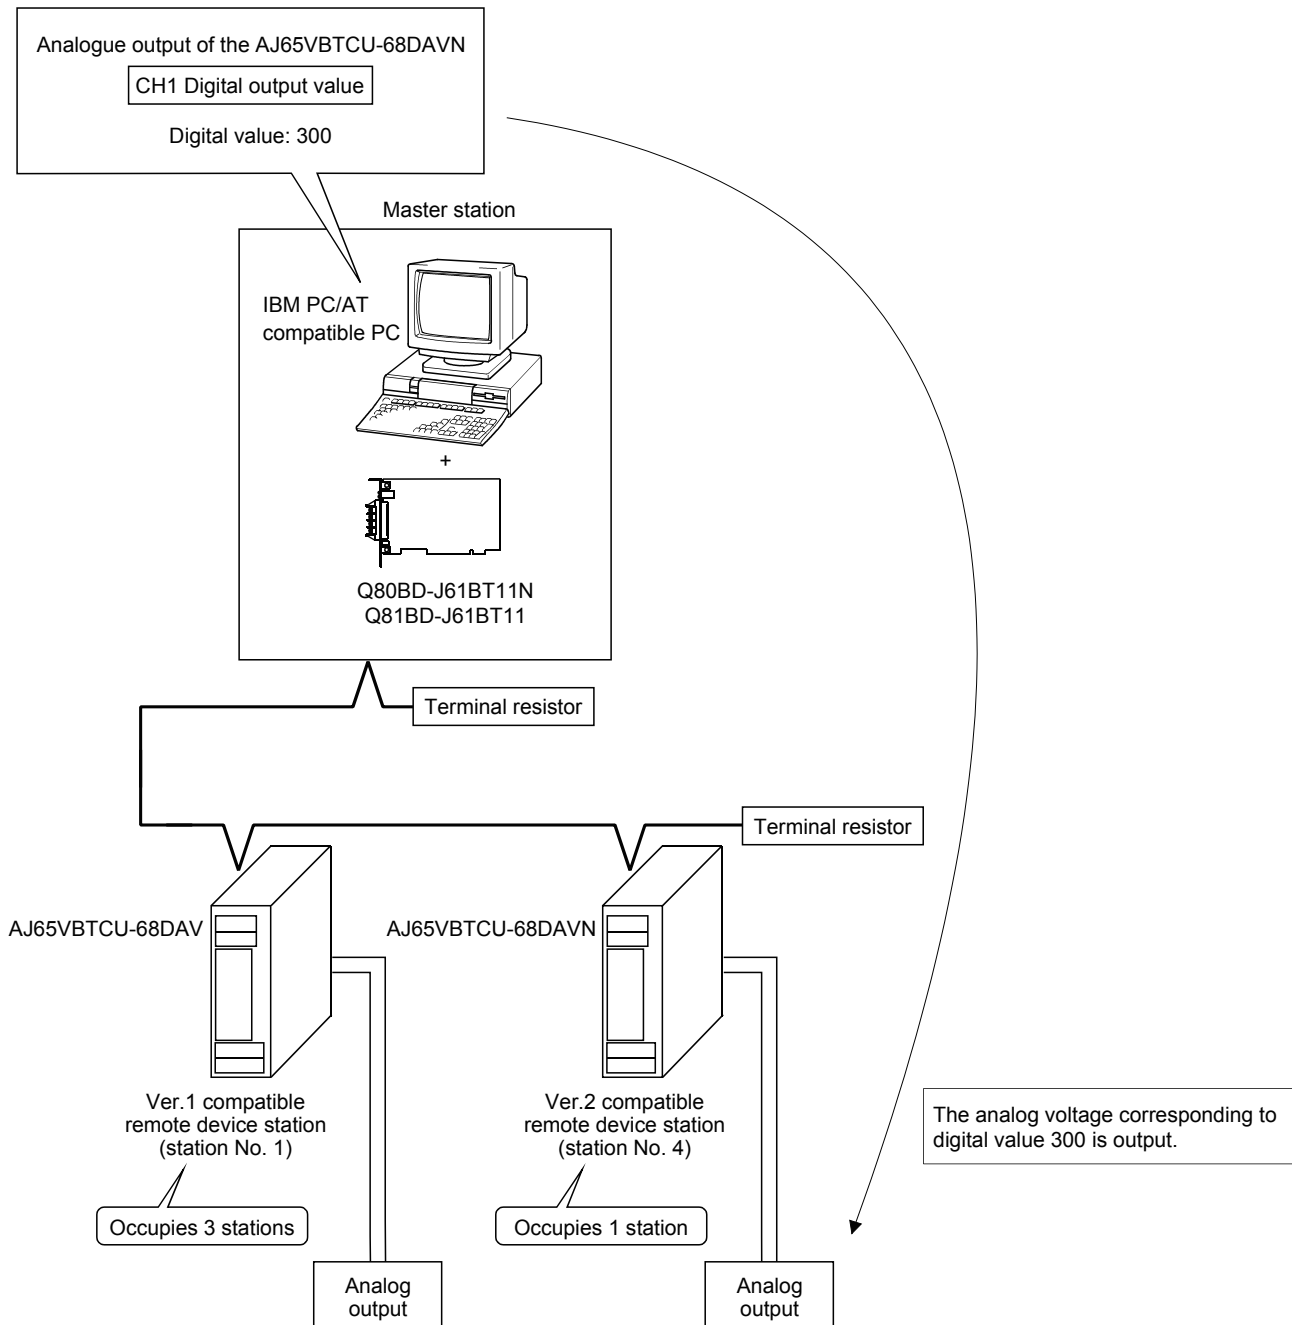 Analogue output of the AJ65VBTCU-68DAVN
CH1 Digital output value
Digital value: 300
Master station
IBM PC/AT
compatible PC
+
Q80BD-J61BT11N
Q81BD-J61BT11
Terminal resistor
Terminal resistor
AJ65VBTCU-68DAV
AJ65VBTCU-68DAVN
Ver.1 compatible
remote device station
(station No. 1)
Occupies 3 stations
Ver.2 compatible
remote device station
(station No. 4)
Occupies 1 station
The analog voltage corresponding to
digital value 300 is output.
Analog
output
Analog
output